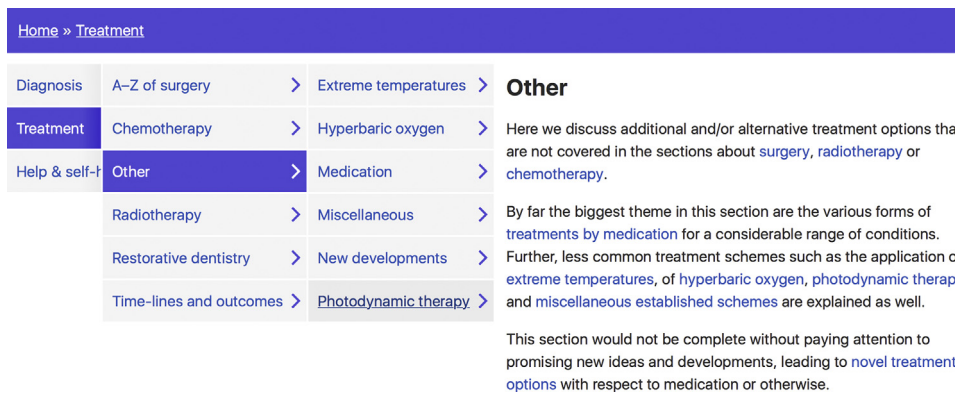 Home » Treatment
Diagnosis
Treatment
Help & self-
A–Z of surgery
Chemotherapy
Other
Radiotherapy
Restorative dentistry
Time-lines and outcomes
Extreme temperatures
Hyperbaric oxygen
Medication
Miscellaneous
New developments
Photodynamic therapy
Other
Here we discuss additional and/or alternative treatment options tha
are not covered in the sections about surgery, radiotherapy or
chemotherapy.
By far the biggest theme in this section are the various forms of
treatments by medication for a considerable range of conditions.
Further, less common treatment schemes such as the application o
extreme temperatures, of hyperbaric oxygen, photodynamic therap
and miscellaneous established schemes are explained as well.
This section would not be complete without paying attention to
promising new ideas and developments, leading to novel treatment
options with respect to medication or otherwise.